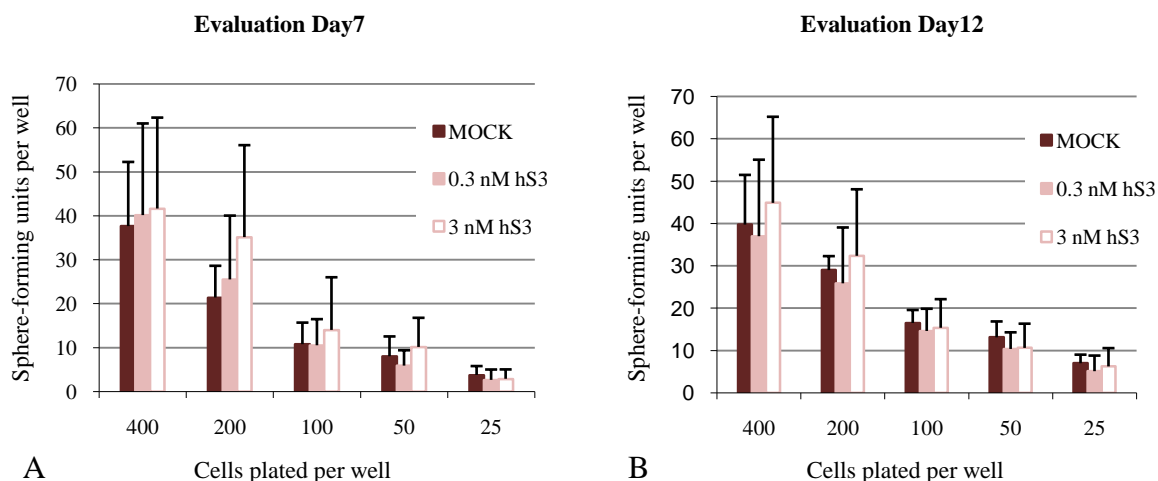 Evaluation Day7
Sphere-forming units per well
70
60
50
40
30
20
10
0
MOCK
0.3 nM hS3
3 nM hS3
400 200 100 50 25
Cells plated per well
A
Evaluation Day12
Sphere-forming units per well
70
60
50
40
30
20
10
0
MOCK
0.3 nM hS3
3 nM hS3
400 200 100 50 25
Cells plated per well
B